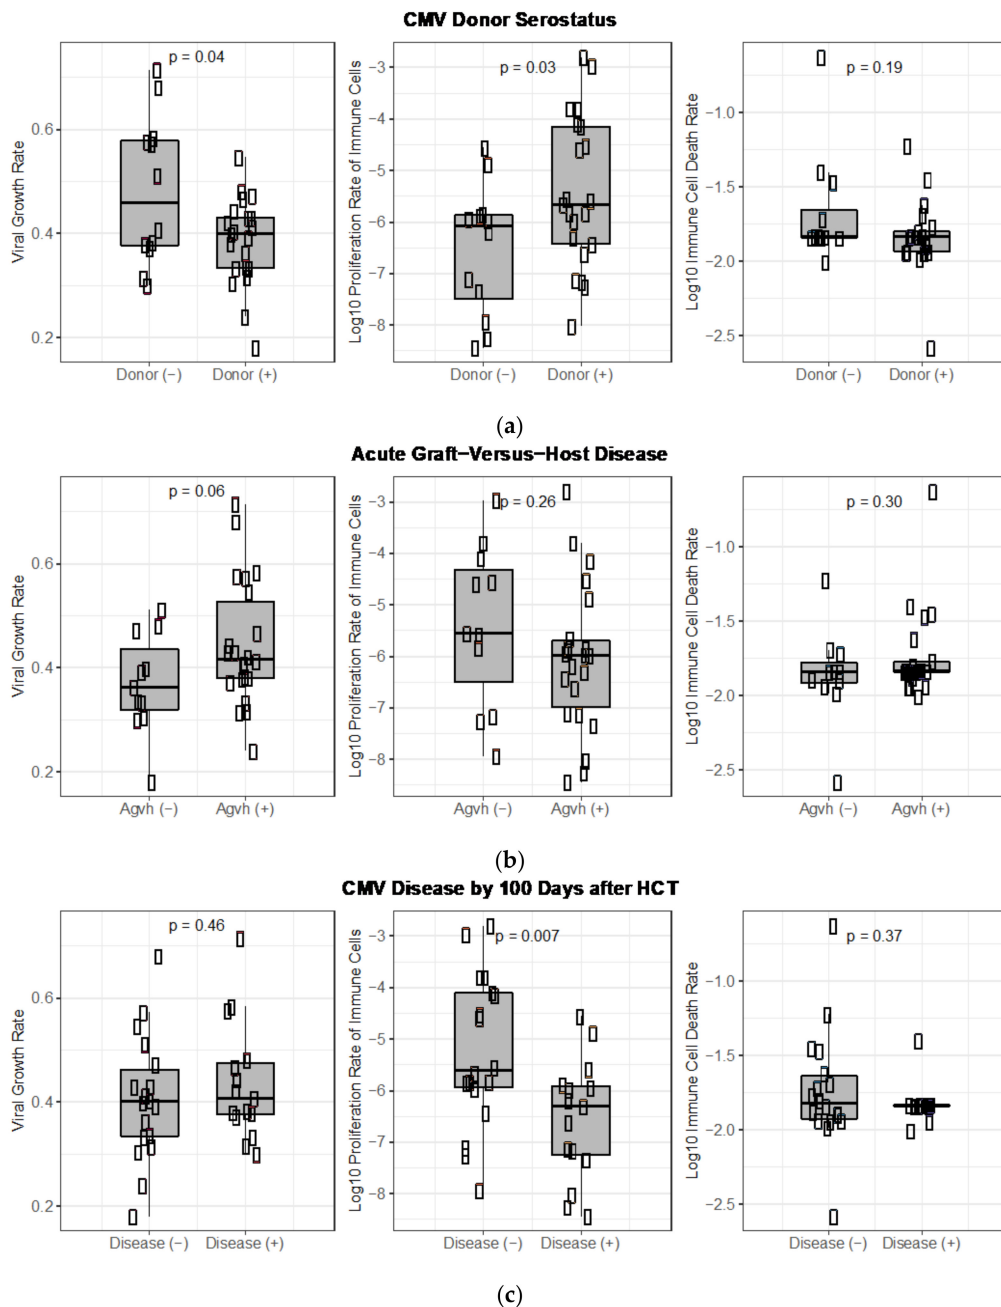 CMV Donor Serostatus
Viral Growth Rate
0.6
0.4
0.2
p = 0.04
Donor (−) Donor (+)
Log10 Proliferation Rate of Immune Cells
−3
−4
−5
−6
−7
−8
p = 0.03
Donor (−) Donor (+)
Log10 Immune Cell Death Rate
−1.0
−1.5
−2.0
−2.5
p = 0.19
Donor (−) Donor (+)
(a)
Acute Graft−Versus−Host Disease
Viral Growth Rate
0.6
0.4
0.2
p = 0.06
Agvh (−) Agvh (+)
Log10 Proliferation Rate of Immune Cells
−3
−4
−5
−6
−7
−8
p = 0.26
Agvh (−) Agvh (+)
Log10 Immune Cell Death Rate
−1.0
−1.5
−2.0
−2.5
p = 0.30
Agvh (−) Agvh (+)
(b)
CMV Disease by 100 Days after HCT
Viral Growth Rate
0.6
0.4
0.2
p = 0.46
Disease (−) Disease (+)
Log10 Proliferation Rate of Immune Cells
−3
−4
−5
−6
−7
−8
p = 0.007
Disease (−) Disease (+)
Log10 Immune Cell Death Rate
−1.0
−1.5
−2.0
−2.5
p = 0.37
Disease (−) Disease (+)
(c)